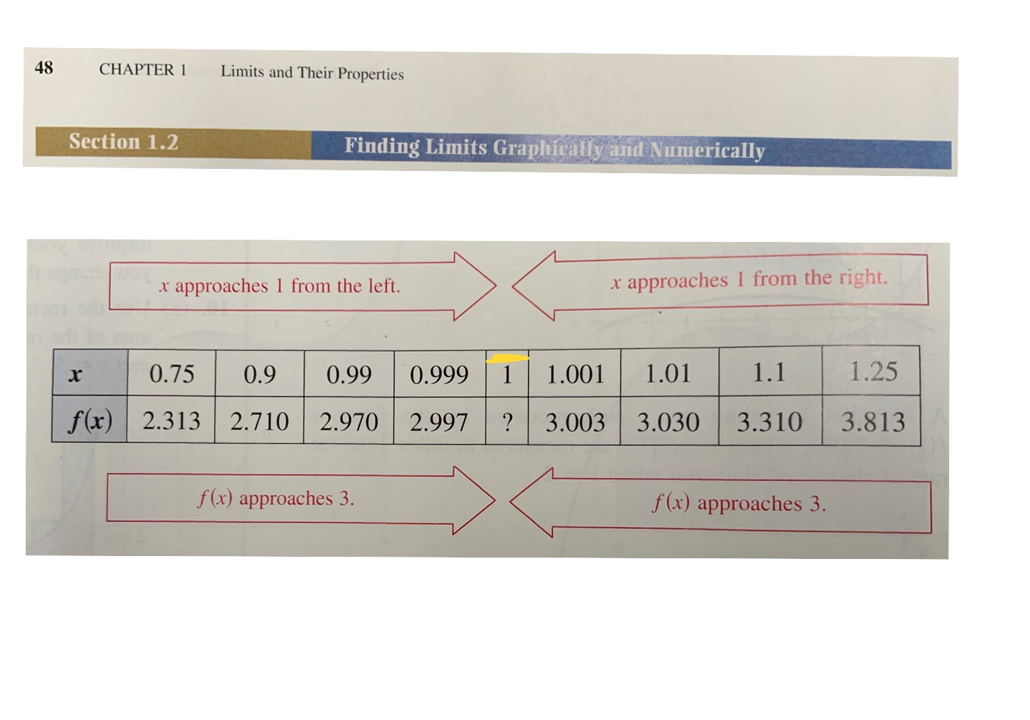 48 CHAPTER 1 Limits and Their Properties
Section 1.2 Finding Limits Graphically and Numerically
x approaches 1 from the left. x approaches 1 from the right.
x 0.75 0.9 0.99 0.999 1 1.001 1.01 1.1 1.25
f(x) 2.313 2.710 2.970 2.997 ? 3.003 3.030 3.310 3.813
f(x) approaches 3. f(x) approaches 3.